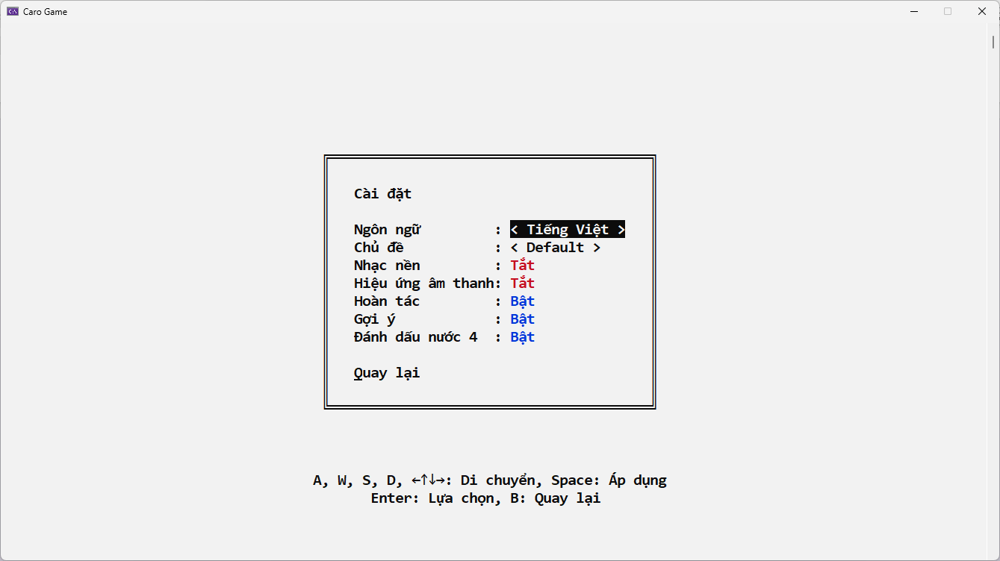 Caro Game
Cài đặt
Ngôn ngữ : < Tiếng Việt >
Chủ đề : < Default >
Nhạc nền : Tắt
Hiệu ứng âm thanh: Tắt
Hoàn tác : Bật
Gợi ý : Bật
Đánh dấu nước 4 : Bật
Quay lại
A, W, S, D, ←↑↓→: Di chuyển, Space: Áp dụng
Enter: Lựa chọn, B: Quay lại